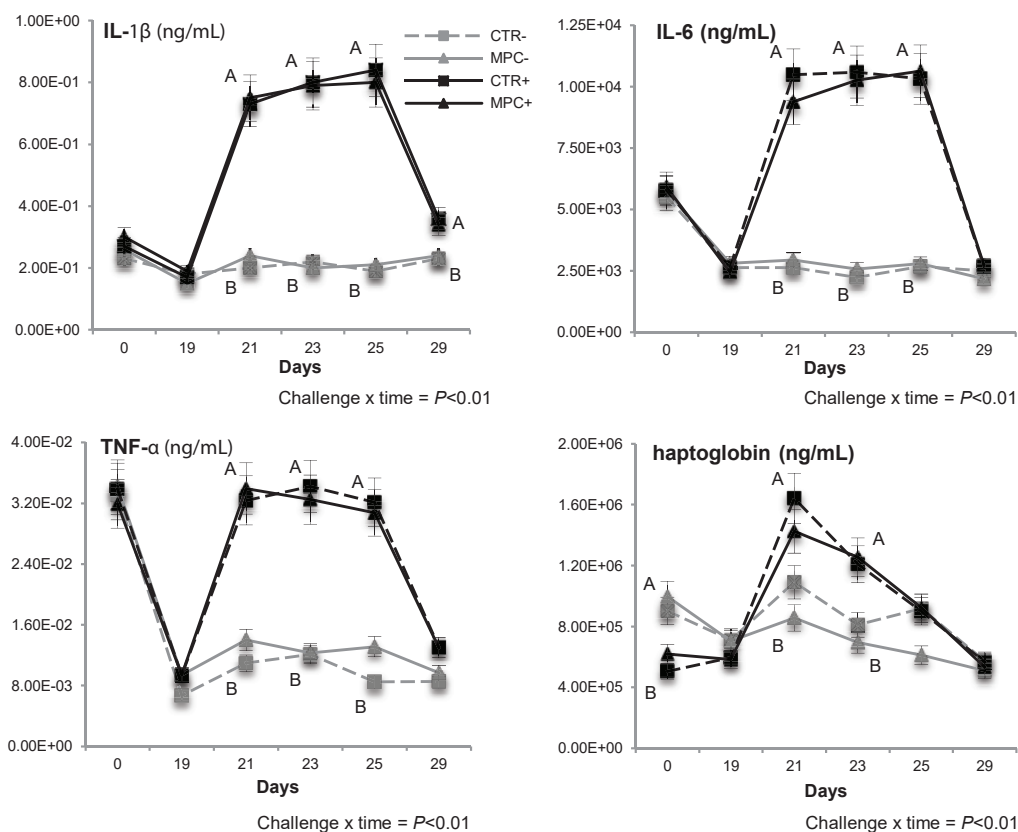 IL-1β (ng/mL)
1.00E+00
8.00E-01
6.00E-01
4.00E-01
2.00E-01
0.00E+00
A
A
A
A
B
B
B
B
0 19 21 23 25 29
Days
Challenge x time = P<0.01
CTR-
MPC-
CTR+
MPC+
IL-6 (ng/mL)
1.25E+04
1.00E+04
7.50E+03
5.00E+03
2.50E+03
0.00E+00
A
A
A
B
B
B
0 19 21 23 25 29
Days
Challenge x time = P<0.01
TNF-α (ng/mL)
4.00E-02
3.20E-02
2.40E-02
1.60E-02
8.00E-03
0.00E+00
A
A
A
B
B
B
0 19 21 23 25 29
Days
Challenge x time = P<0.01
haptoglobin (ng/mL)
2.00E+06
1.60E+06
1.20E+06
8.00E+05
4.00E+05
0.00E+00
A
A
A
B
B
B
0 19 21 23 25 29
Days
Challenge x time = P<0.01